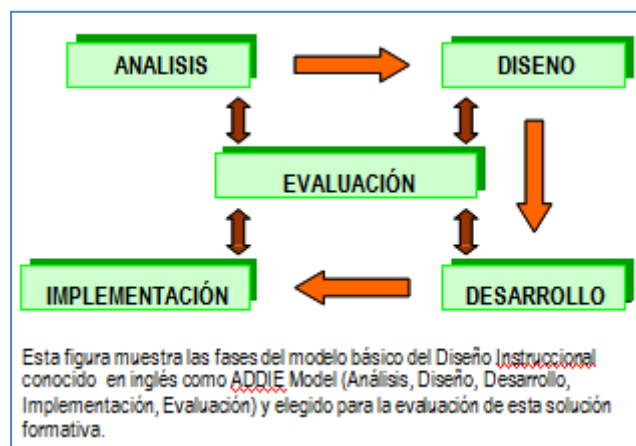 ANALISIS
DISENO
EVALUACIÓN
IMPLEMENTACIÓN
DESARROLLO
Esta figura muestra las fases del modelo básico del Diseño Instruccional
conocido en inglés como ADDIE Model (Análisis, Diseño, Desarrollo,
Implementación, Evaluación) y elegido para la evaluación de esta solución
formativa.